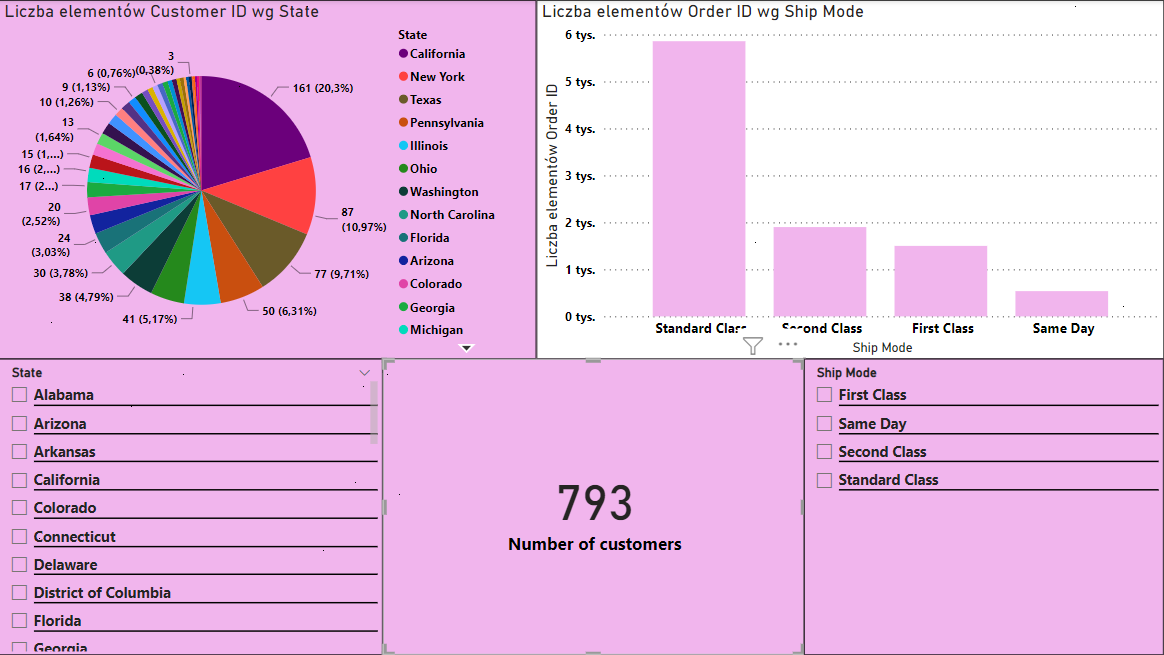 Liczba elementów Customer ID wg State
3
6 (0,76%)
(0,38%)
9 (1,13%)
10 (1,26%)
13
(1,64%)
15 (1,...)
16 (2,...)
17 (2...)
20
(2,52%)
24
(3,03%)
30 (3,78%)
38 (4,79%)
41 (5,17%)
50 (6,31%)
77 (9,71%)
87
(10,97%)
161 (20,3%)
State
California
New York
Texas
Pennsylvania
Illinois
Ohio
Washington
North Carolina
Florida
Arizona
Colorado
Georgia
Michigan
Liczba elementów Order ID wg Ship Mode
Liczba elementów Order ID
6 tys.
5 tys.
4 tys.
3 tys.
2 tys.
1 tys.
0 tys.
Standard Class
Second Class
First Class
Same Day
Ship Mode
State
Alabama
Arizona
Arkansas
California
Colorado
Connecticut
Delaware
District of Columbia
Florida
Georgia
793
Number of customers
Ship Mode
First Class
Same Day
Second Class
Standard Class